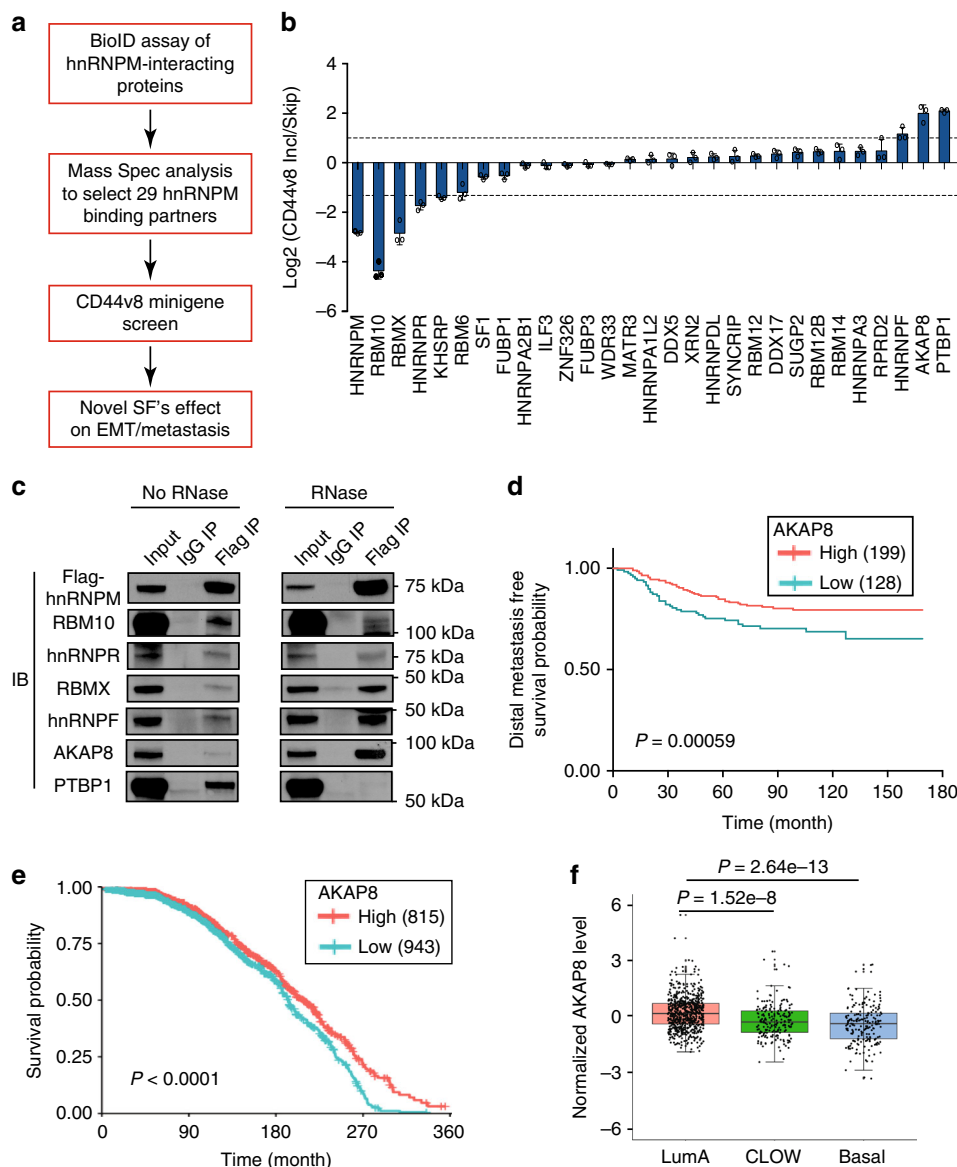 a
BioID assay of
hnRNPM-interacting
proteins
Mass Spec analysis
to select 29 hnRNPM
binding partners
CD44v8 minigene
screen
Novel SF's effect
on EMT/metastasis
b
Log2 (CD44v8 Incl/Skip)
4
2
0
−2
−4
−6
HNRNPM
RBM10
RBMX
HNRNPR
KHSRP
RBM6
SF1
FUBP1
HNRNPA2B1
ILF3
ZNF326
FUBP3
WDR33
MATR3
HNRNPA1L2
DDX5
XRN2
HNRNPDL
SYNCRIP
RBM12
DDX17
SUGP2
RBM12B
RBM14
HNRNPA3
RPRD2
HNRNPF
AKAP8
PTBP1
c
No RNase
RNase
Input
IgG IP
Flag IP
Input
IgG IP
Flag IP
IB
Flag-
hnRNPM
RBM10
hnRNPR
RBMX
hnRNPF
AKAP8
PTBP1
75 kDa
100 kDa
75 kDa
50 kDa
50 kDa
100 kDa
50 kDa
d
AKAP8
High (199)
Low (128)
Distal metastasis free
survival probability
1.00
0.50
0.00
P = 0.00059
0 30 60 90 120 150 180
Time (month)
e
AKAP8
High (815)
Low (943)
Survival probability
1.00
0.75
0.50
0.25
0.00
P < 0.0001
0 90 180 270 360
Time (month)
f
P = 2.64e−13
P = 1.52e−8
Normalized AKAP8 level
6
3
0
−3
−6
LumA CLOW Basal